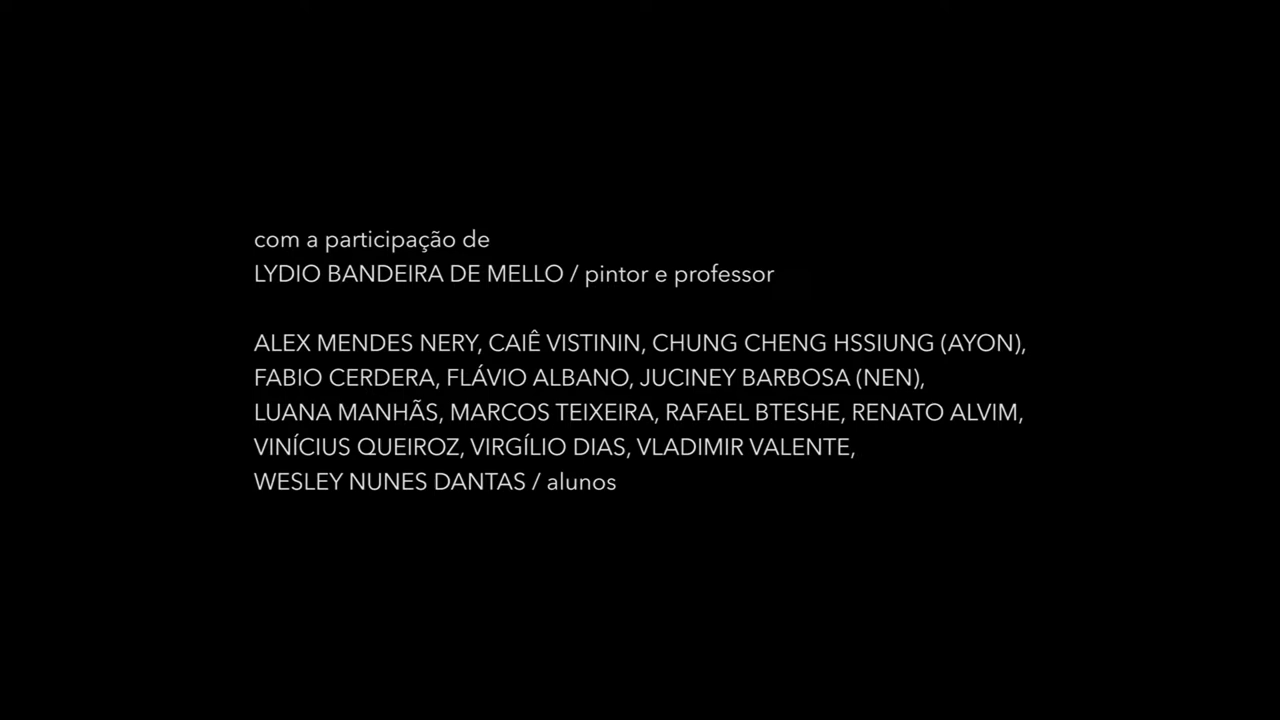 com a participação de
LYDIO BANDEIRA DE MELLO / pintor e professor
ALEX MENDES NERY, CAIÊ VISTININ, CHUNG CHENG HSSIUNG (AYON),
FABIO CERDERA, FLÁVIO ALBANO, JUCINEY BARBOSA (NEN),
LUANA MANHÃS, MARCOS TEIXEIRA, RAFAEL BTESHE, RENATO ALVIM,
VINÍCIUS QUEIROZ, VIRGÍLIO DIAS, VLADIMIR VALENTE,
WESLEY NUNES DANTAS / alunos